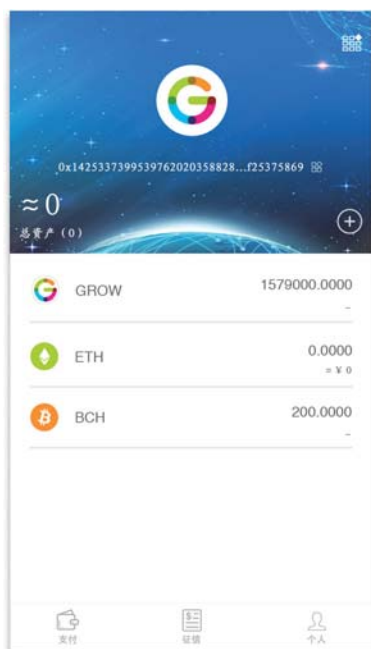 0x1425337399539762020358828...f25375869
≈0
总资产 (0)
GROW
1579000.0000
–
ETH
0.0000
= ¥ 0
BCH
200.0000
–
支付
征信
个人